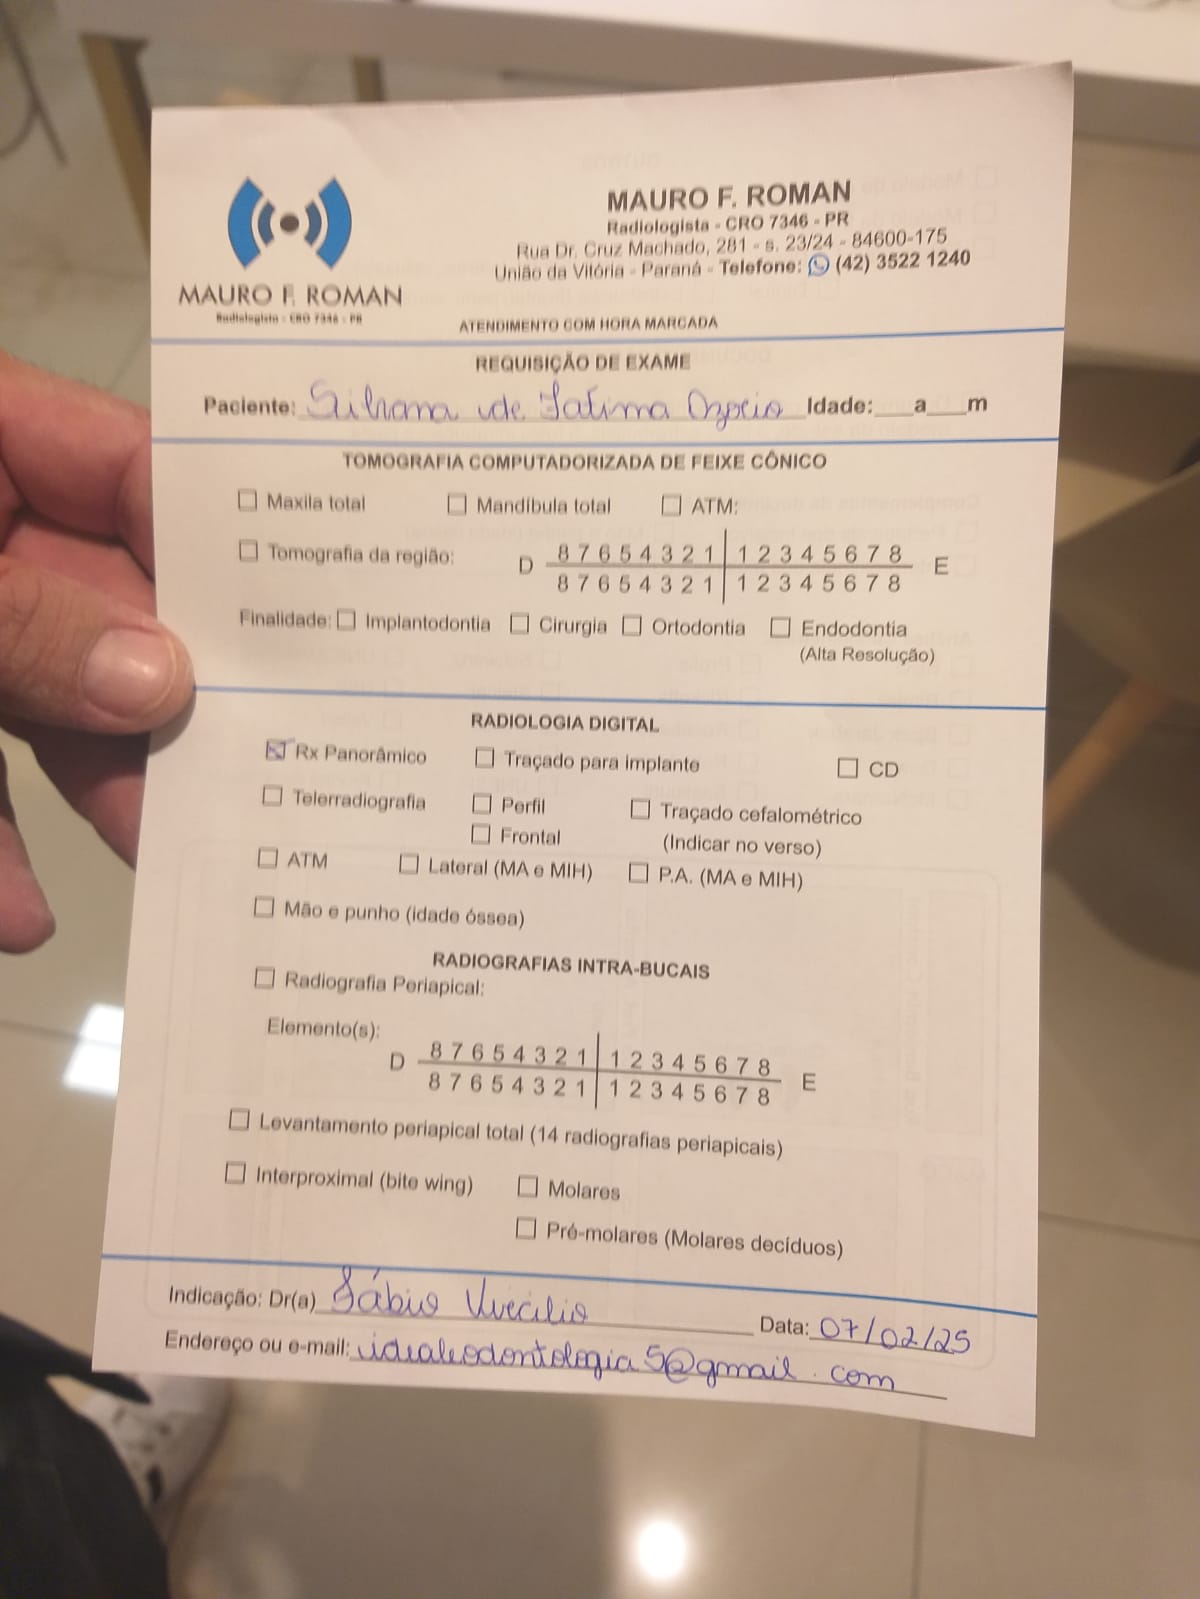 MAURO F. ROMAN
Radiologista - CRO 7346 - PR
Rua Dr. Cruz Machado, 281 - s. 23/24 - 84600-175
União da Vitória - Paraná - Telefone: (42) 3522 1240
MAURO F. ROMAN
Radiologista - CRO 7346 - PR
ATENDIMENTO COM HORA MARCADA
REQUISIÇÃO DE EXAME
Paciente: de Fatima Idade:___a___m
TOMOGRAFIA COMPUTADORIZADA DE FEIXE CÔNICO
Maxila total Mandíbula total ATM:
Tomografia da região:
8 7 6 5 4 3 2 1 1 2 3 4 5 6 7 8
D E
8 7 6 5 4 3 2 1 1 2 3 4 5 6 7 8
Finalidade: Implantodontia Cirurgia Ortodontia Endodontia
(Alta Resolução)
RADIOLOGIA DIGITAL
Rx Panorâmico Traçado para implante CD
Telerradiografia Perfil Traçado cefalométrico
Frontal (Indicar no verso)
ATM Lateral (MA e MIH) P.A. (MA e MIH)
Mão e punho (idade óssea)
RADIOGRAFIAS INTRA-BUCAIS
Radiografia Periapical:
Elemento(s):
8 7 6 5 4 3 2 1 1 2 3 4 5 6 7 8
D E
8 7 6 5 4 3 2 1 1 2 3 4 5 6 7 8
Levantamento periapical total (14 radiografias periapicais)
Interproximal (bite wing) Molares
Pré-molares (Molares decíduos)
Indicação: Dr(a) Fábio Data: 07/02/25
Endereço ou e-mail: idealeodontologia5@gmail.com